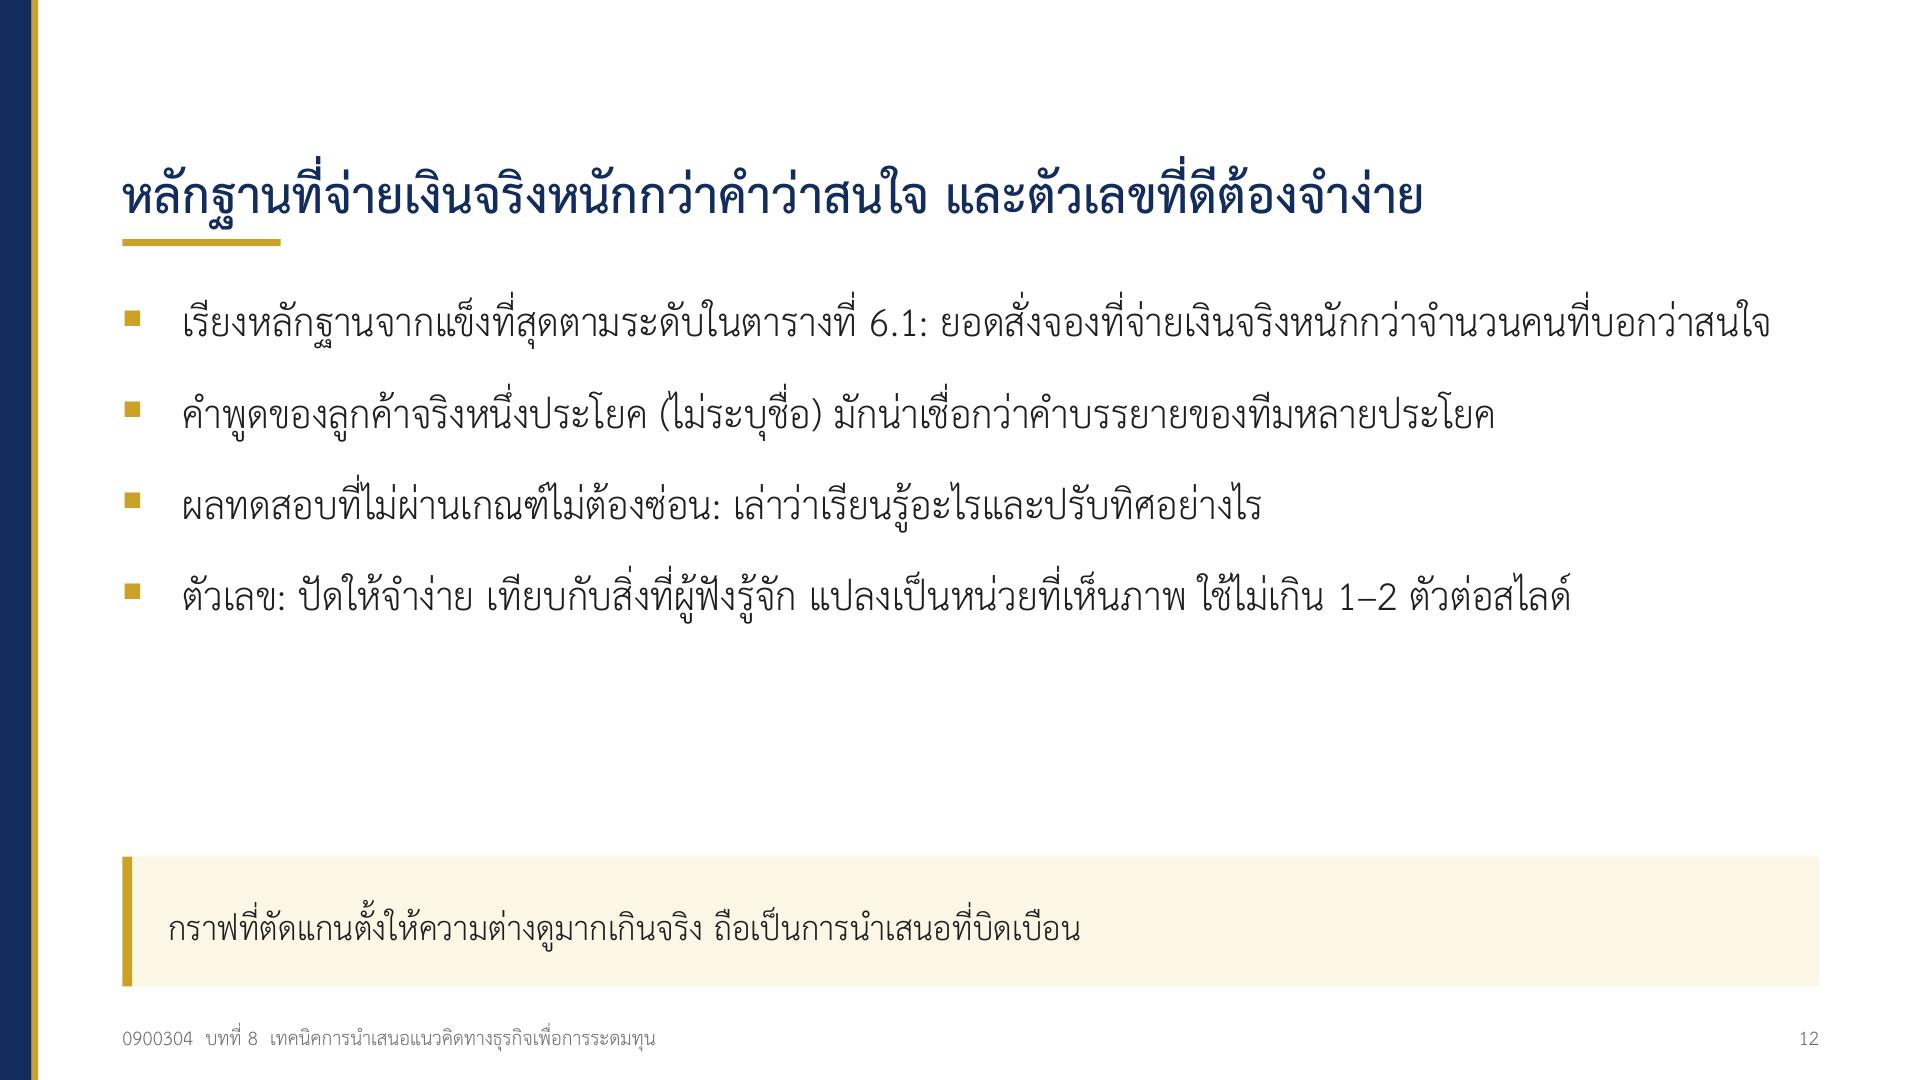 หลักฐานที่จ่ายเงินจริงหนักกว่าคำว่าสนใจ และตัวเลขที่ดีต้องจำง่าย
เรียงหลักฐานจากแข็งที่สุดตามระดับในตารางที่ 6.1: ยอดสั่งจองที่จ่ายเงินจริงหนักกว่าจำนวนคนที่บอกว่าสนใจ
คำพูดของลูกค้าจริงหนึ่งประโยค (ไม่ระบุชื่อ) มักน่าเชื่อกว่าคำบรรยายของทีมหลายประโยค
ผลทดสอบที่ไม่ผ่านเกณฑ์ไม่ต้องซ่อน: เล่าว่าเรียนรู้อะไรและปรับทิศอย่างไร
ตัวเลข: ปัดให้จำง่าย เทียบกับสิ่งที่ผู้ฟังรู้จัก แปลงเป็นหน่วยที่เห็นภาพ ใช้ไม่เกิน 1–2 ตัวต่อสไลด์
กราฟที่ตัดแกนตั้งให้ความต่างดูมากเกินจริง ถือเป็นการนำเสนอที่บิดเบือน
0900304 บทที่ 8 เทคนิคการนำเสนอแนวคิดทางธุรกิจเพื่อการระดมทุน
12